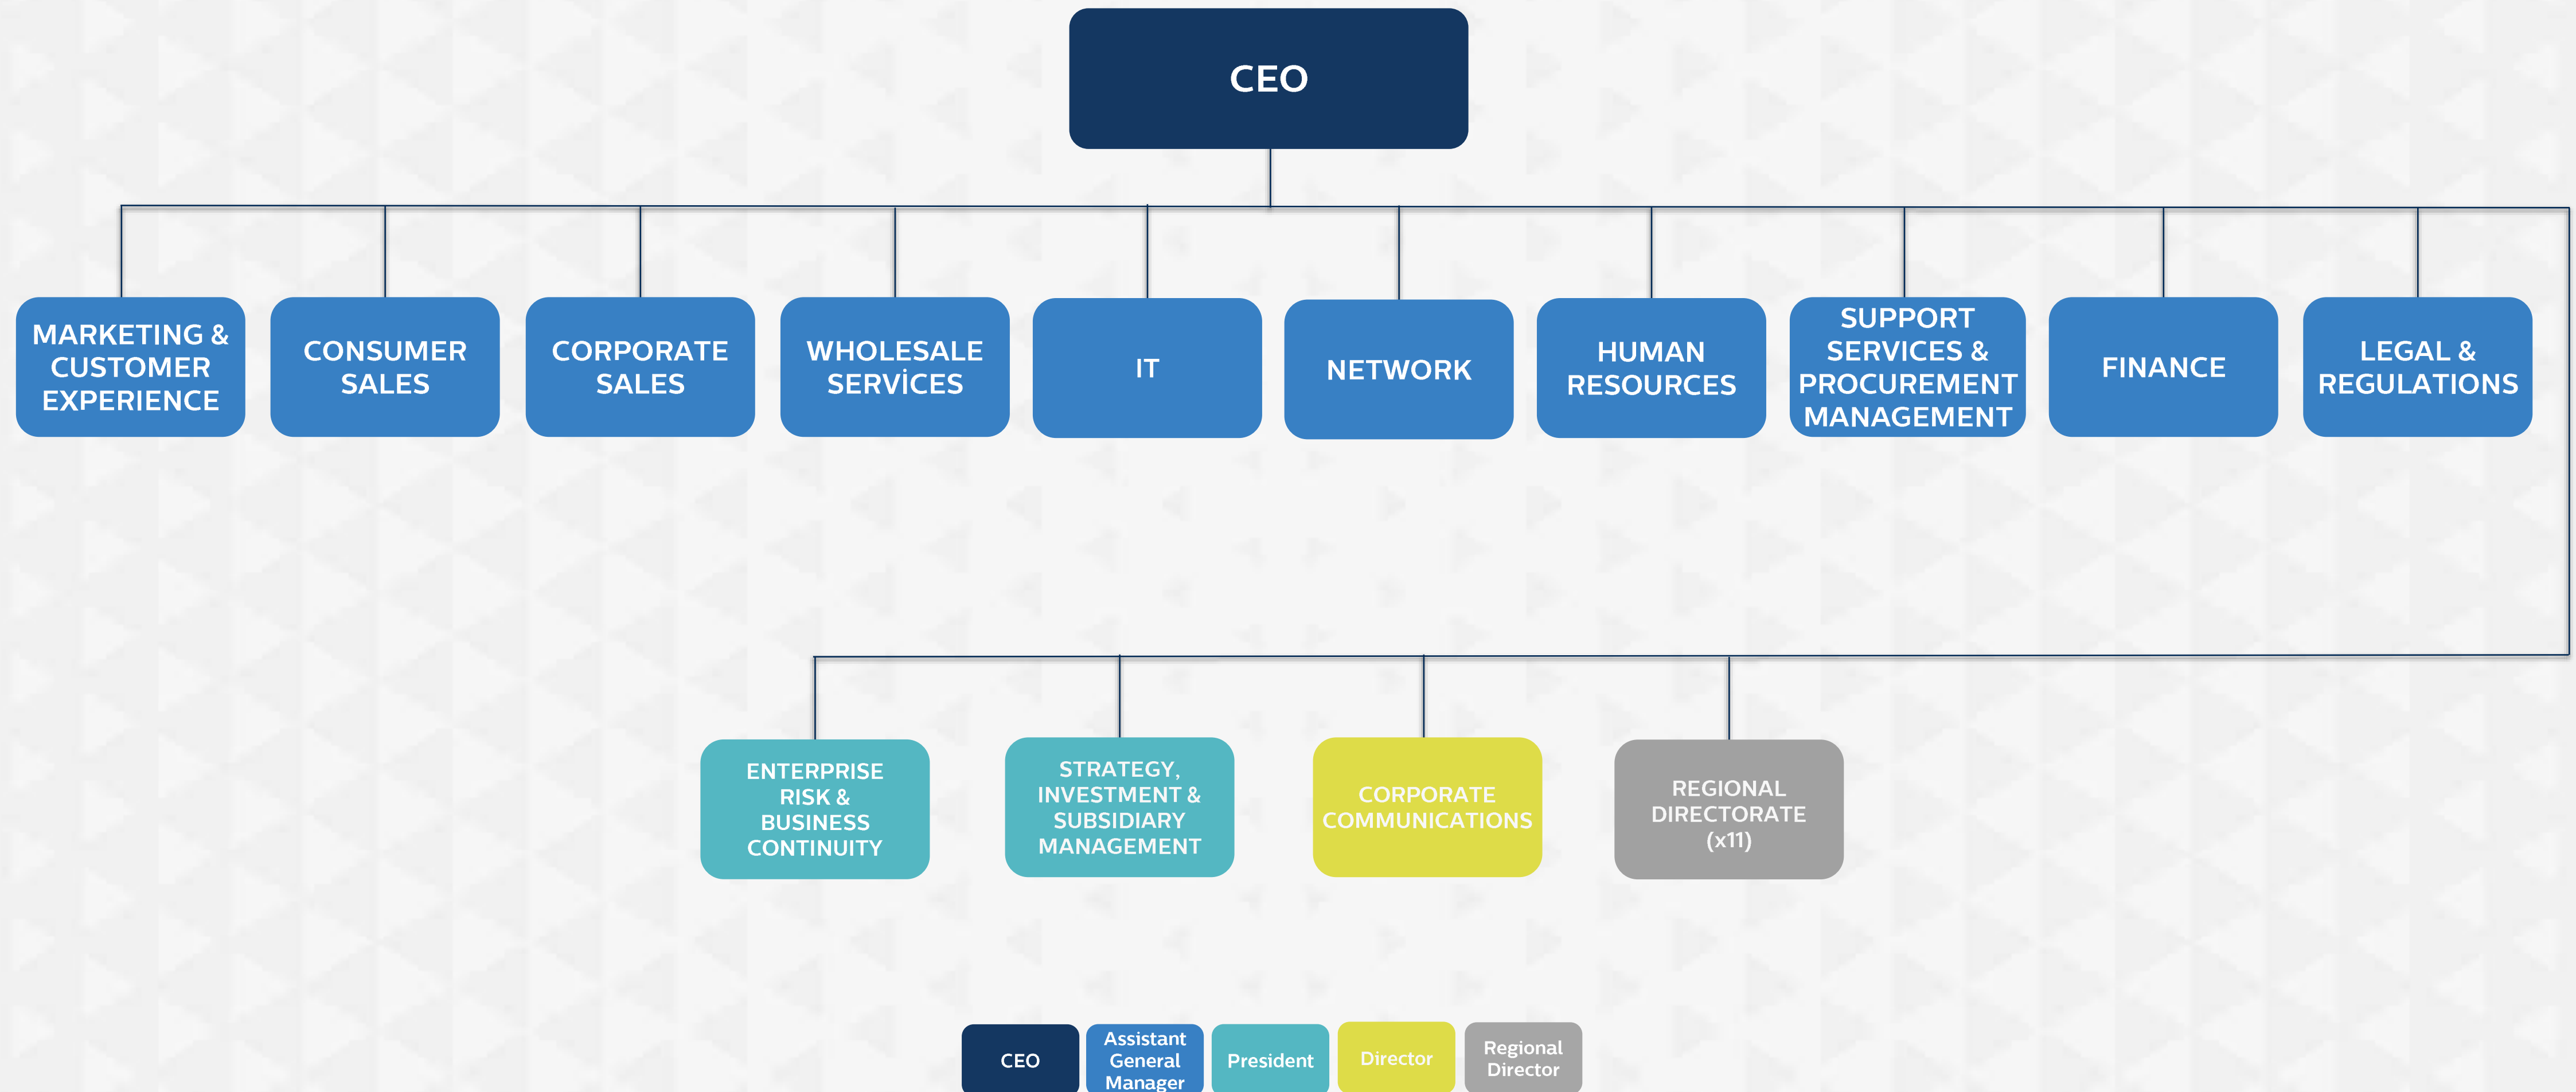 CEO
MARKETING &
CUSTOMER
EXPERIENCE
CONSUMER
SALES
CORPORATE
SALES
WHOLESALE
SERVİCES
IT
NETWORK
HUMAN
RESOURCES
SUPPORT
SERVICES &
PROCUREMENT
MANAGEMENT
FINANCE
LEGAL &
REGULATIONS
ENTERPRISE
RISK &
BUSINESS
CONTINUITY
STRATEGY,
INVESTMENT &
SUBSIDIARY
MANAGEMENT
CORPORATE
COMMUNICATIONS
REGIONAL
DIRECTORATE
(x11)
CEO
Assistant
General
Manager
President
Director
Regional
Director